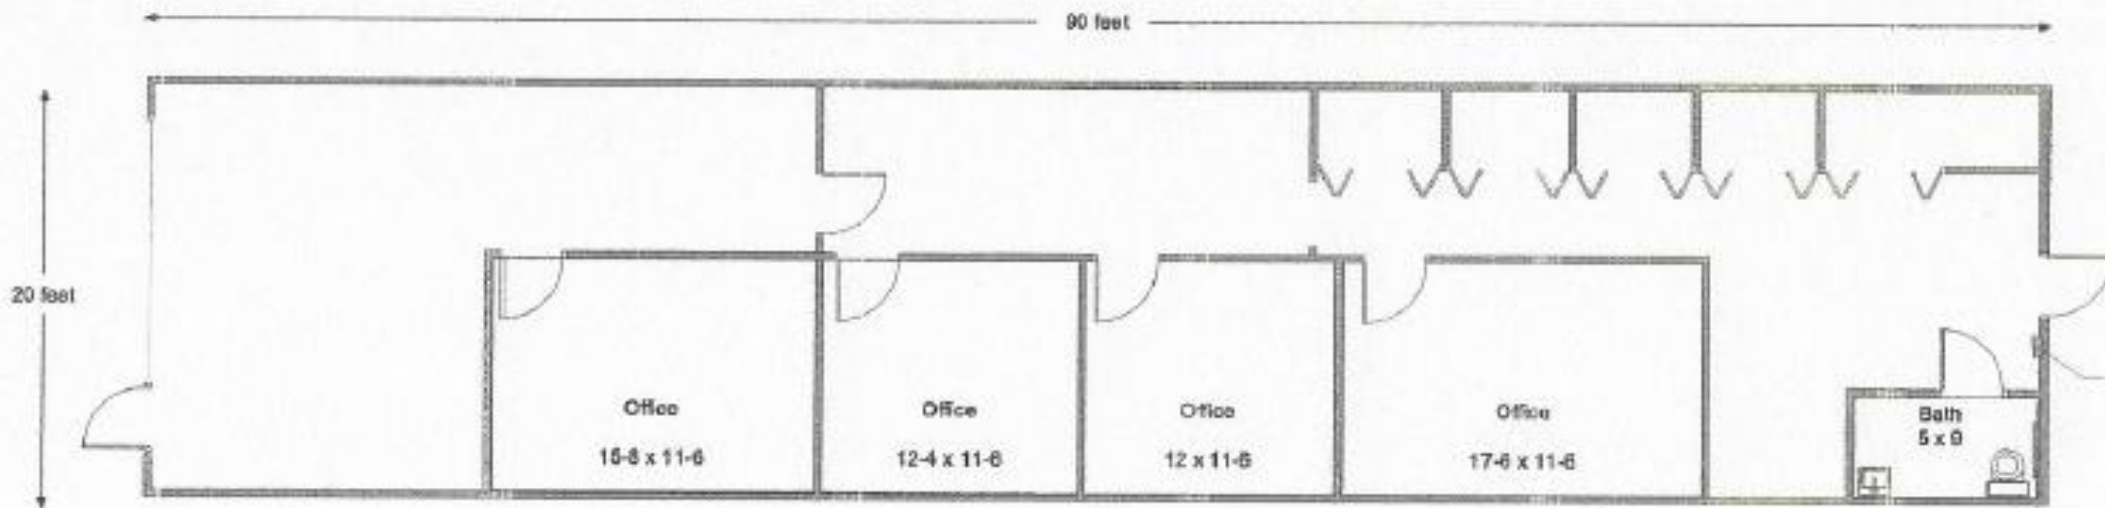 90 feet
20 feet
Office
15-8 x 11-6
Office
12-4 x 11-6
Office
12 x 11-6
Office
17-6 x 11-6
Bath
5 x 9